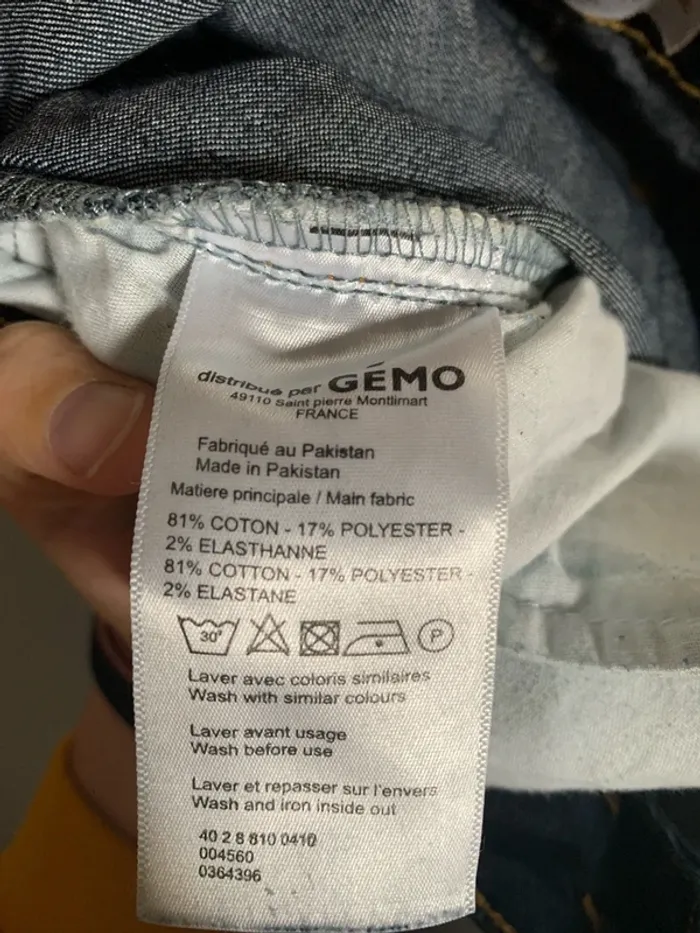 distribué par GÉMO
49110 Saint pierre Montlimart
FRANCE
Fabriqué au Pakistan
Made in Pakistan
Matiere principale / Main fabric
81% COTON - 17% POLYESTER -
2% ELASTHANNE
81% COTTON - 17% POLYESTER -
2% ELASTANE
30°
P
Laver avec coloris similaires
Wash with similar colours
Laver avant usage
Wash before use
Laver et repasser sur l'envers
Wash and iron inside out
40 2 8 810 0410
004560
0364396